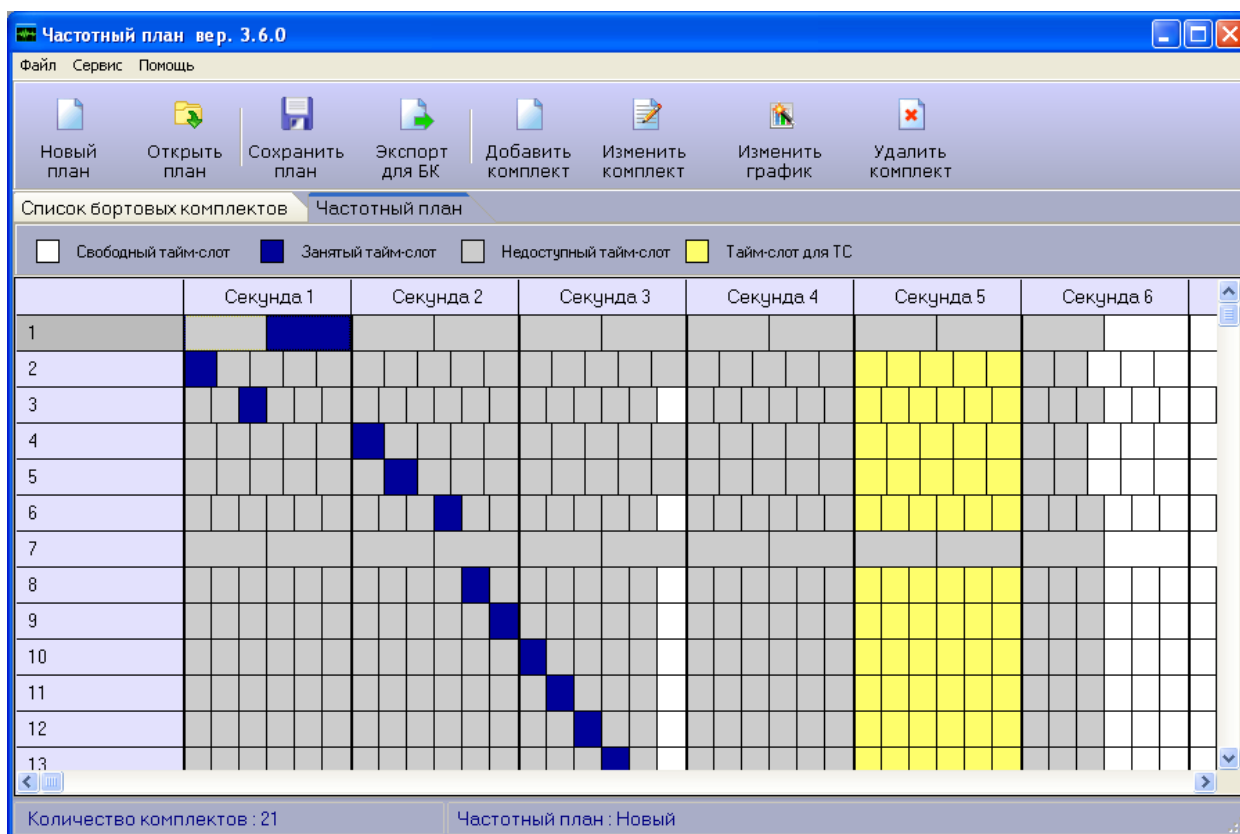 Частотный план вер. 3.6.0
Файл Сервис Помощь
Новый план
Открыть план
Сохранить план
Экспорт для БК
Добавить комплект
Изменить комплект
Изменить график
Удалить комплект
Список бортовых комплектов Частотный план
Свободный тайм-слот Занятый тайм-слот Недоступный тайм-слот Тайм-слот для ТС
Секунда 1 Секунда 2 Секунда 3 Секунда 4 Секунда 5 Секунда 6
1
2
3
4
5
6
7
8
9
10
11
12
13
Количество комплектов : 21 Частотный план : Новый